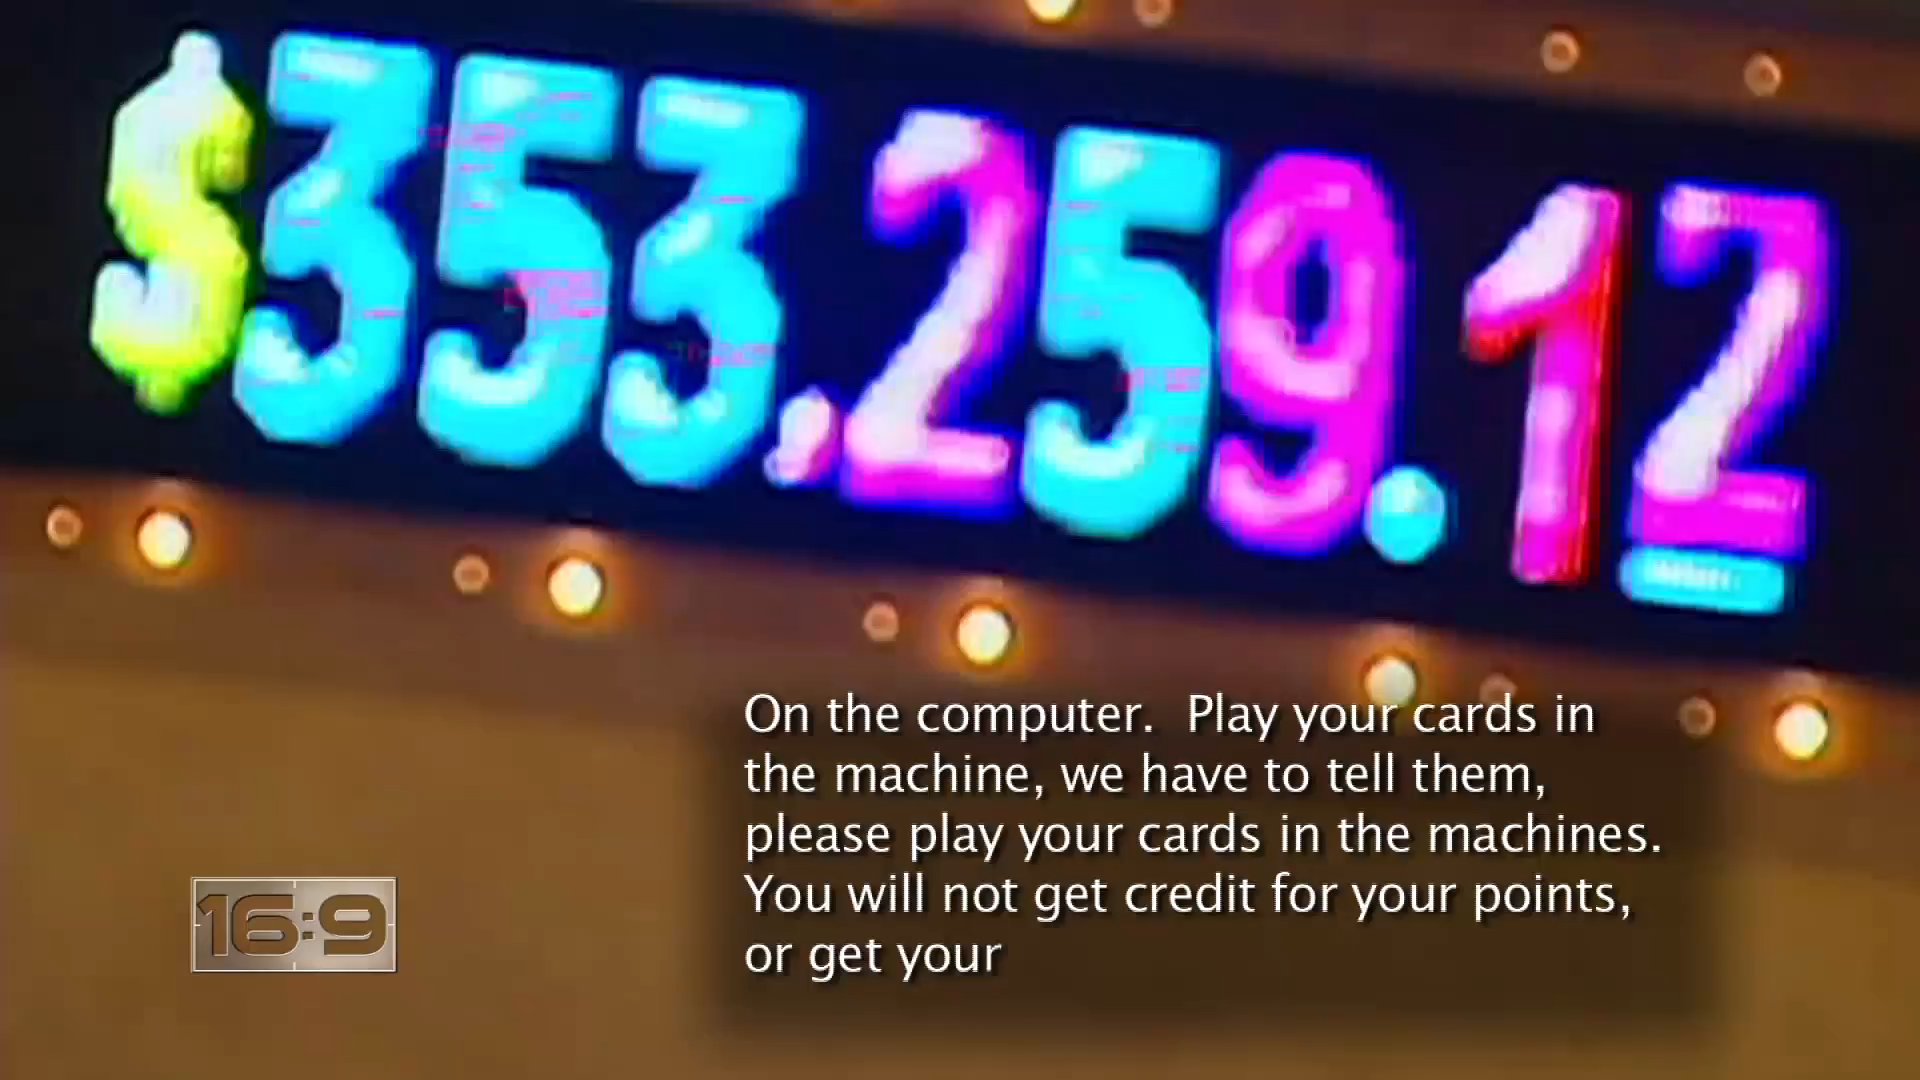 $353,259.12
On the computer.  Play your cards in
the machine, we have to tell them,
please play your cards in the machines.
You will not get credit for your points,
or get your
16:9